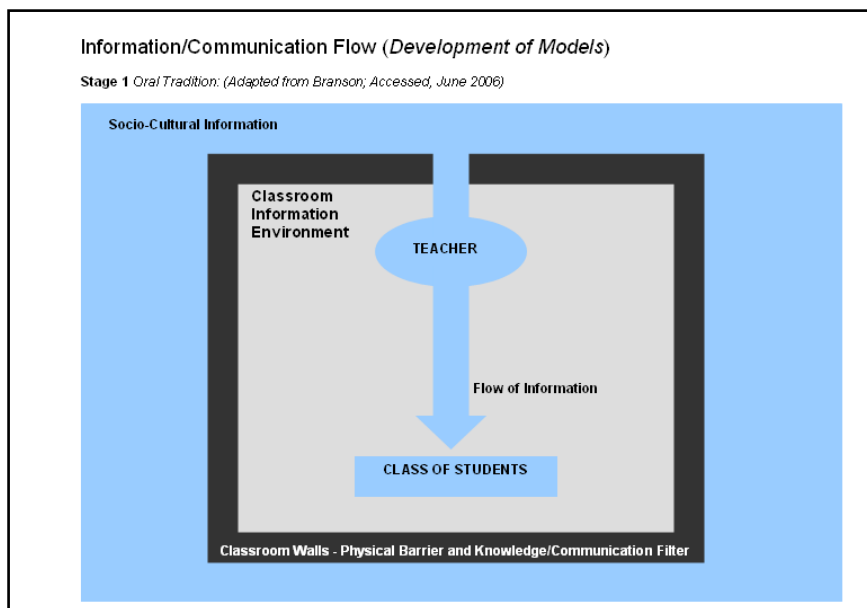 Information/Communication Flow (Development of Models)
Stage 1 Oral Tradition: (Adapted from Branson; Accessed, June 2006)
Socio-Cultural Information
Classroom
Information
Environment
TEACHER
Flow of Information
CLASS OF STUDENTS
Classroom Walls - Physical Barrier and Knowledge/Communication Filter